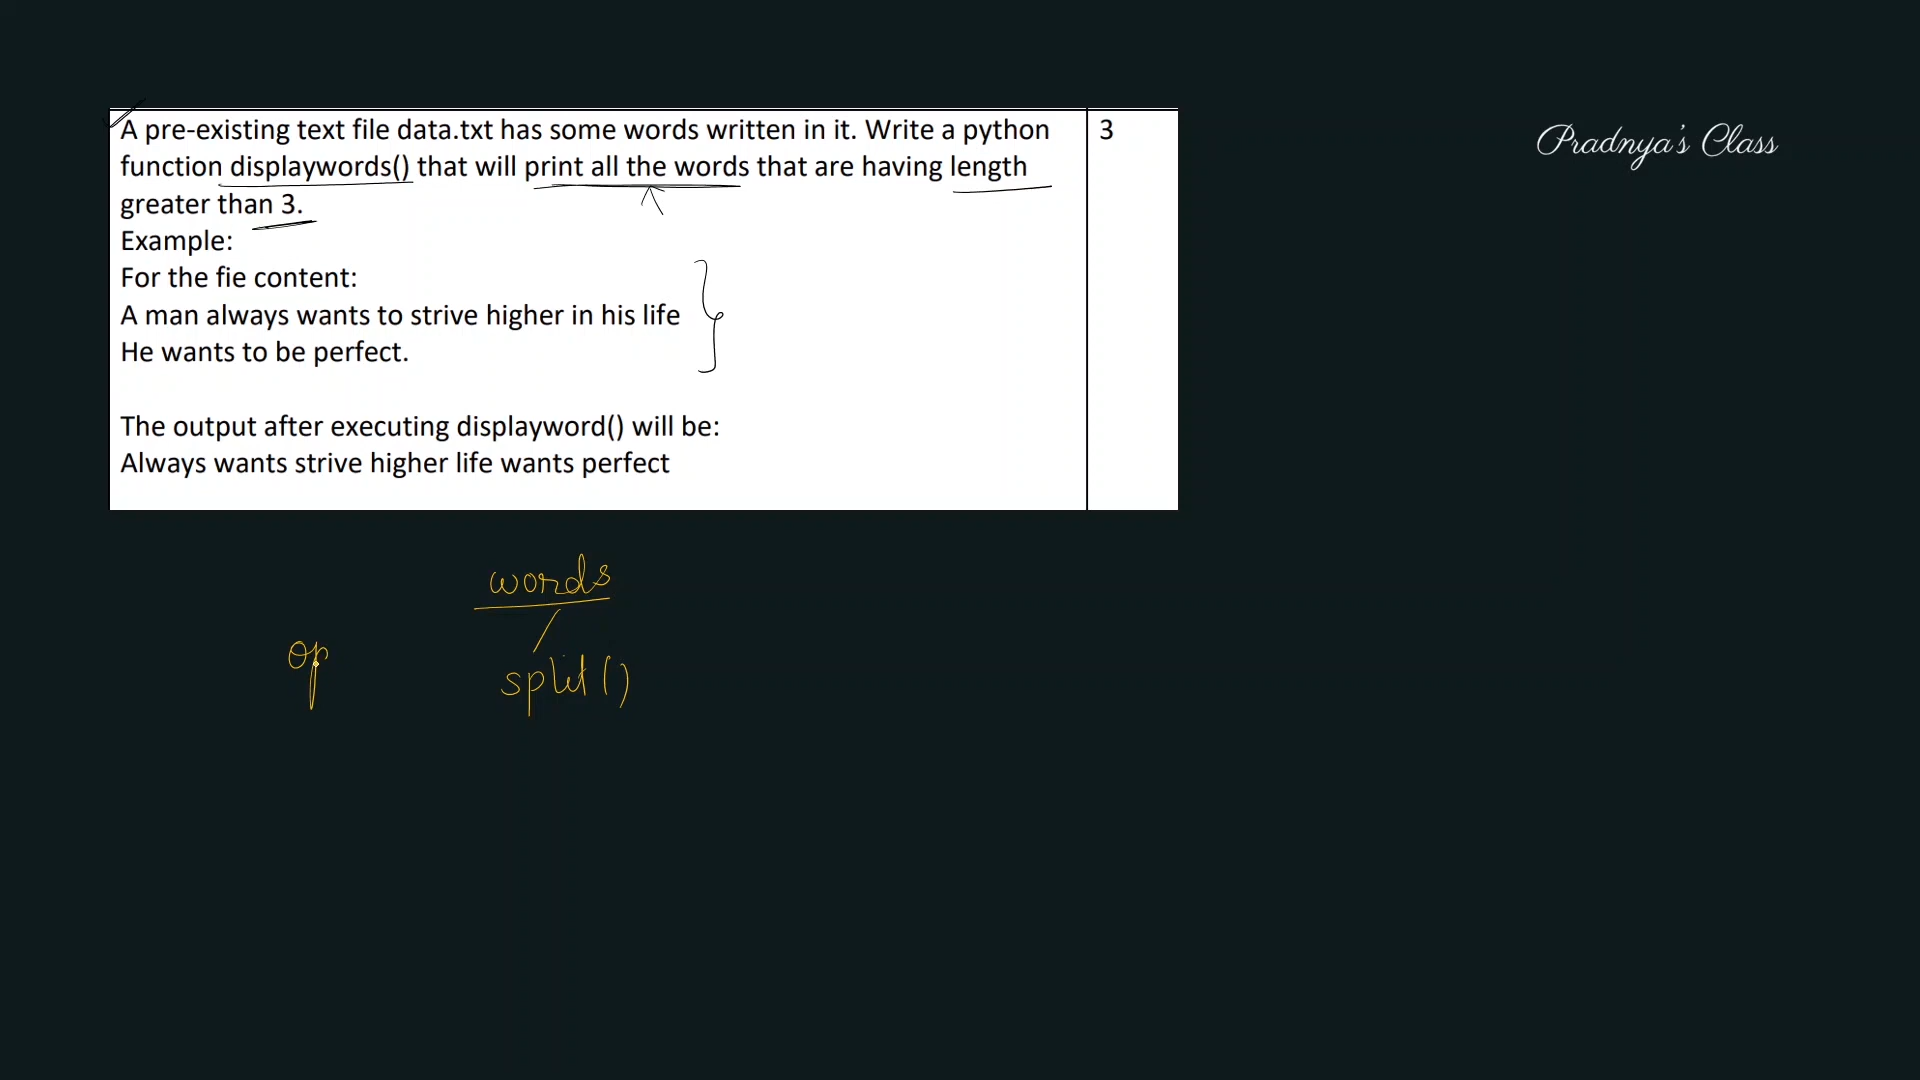 A pre-existing text file data.txt has some words written in it. Write a python
3
function displaywords() that will print all the words that are having length
greater than 3.
Example:
For the fie content:
A man always wants to strive higher in his life
He wants to be perfect.
The output after executing displayword() will be:
Always wants strive higher life wants perfect
Pradnya's Class
words
op
split()